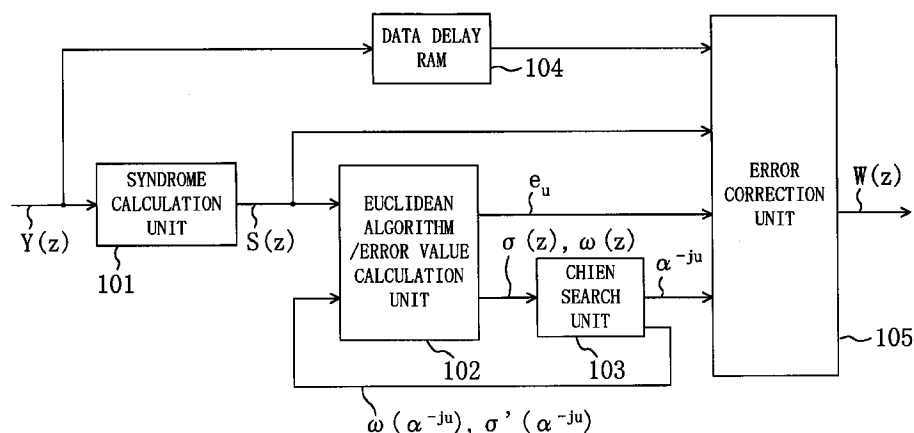 DATA DELAY
RAM
104
SYNDROME
CALCULATION
UNIT
101
Y(z)
S(z)
EUCLIDEAN
ALGORITHM
/ERROR VALUE
CALCULATION
UNIT
102
e_u
σ(z), ω(z)
CHIEN
SEARCH
UNIT
103
α^-ju
ERROR
CORRECTION
UNIT
105
W(z)
ω(α^-ju), σ'(α^-ju)